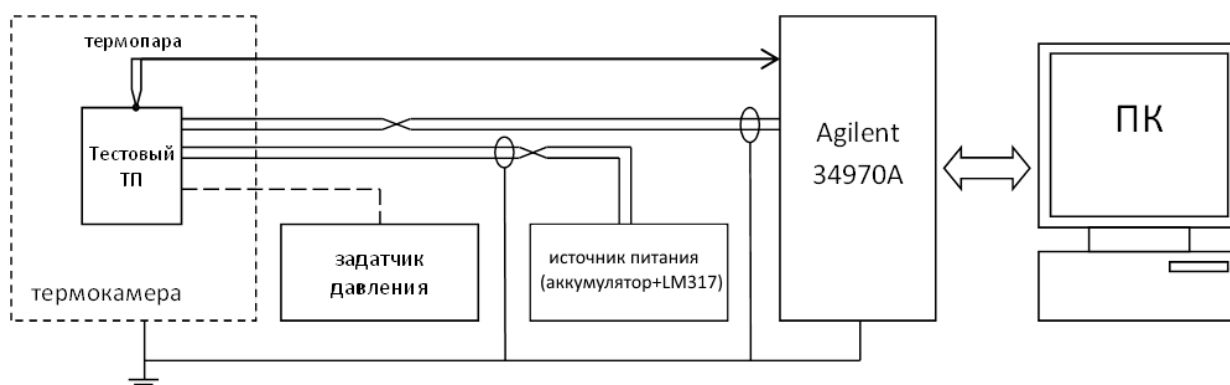 термопара
Тестовый
ТП
термокамера
задатчик
давления
источник питания
(аккумулятор+LM317)
Agilent
34970A
ПК